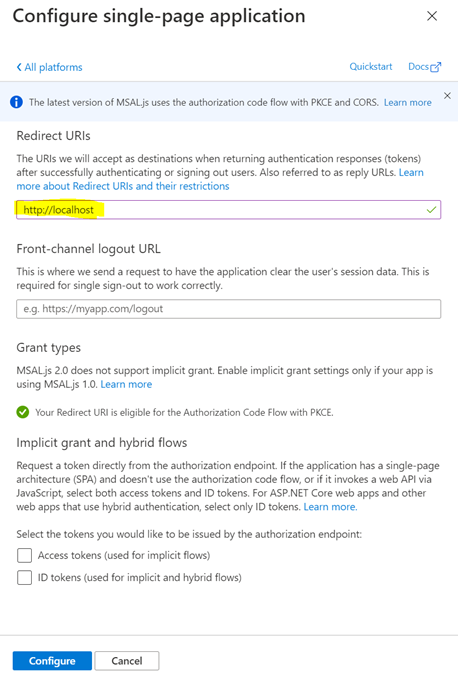 Configure single-page application
All platforms
Quickstart
Docs
The latest version of MSAL.js uses the authorization code flow with PKCE and CORS. Learn more
Redirect URIs
The URIs we will accept as destinations when returning authentication responses (tokens)
after successfully authenticating or signing out users. Also referred to as reply URLs. Learn
more about Redirect URIs and their restrictions
http://localhost
Front-channel logout URL
This is where we send a request to have the application clear the user's session data. This is
required for single sign-out to work correctly.
e.g. https://myapp.com/logout
Grant types
MSAL.js 2.0 does not support implicit grant. Enable implicit grant settings only if your app is
using MSAL.js 1.0. Learn more
Your Redirect URI is eligible for the Authorization Code Flow with PKCE.
Implicit grant and hybrid flows
Request a token directly from the authorization endpoint. If the application has a single-page
architecture (SPA) and doesn't use the authorization code flow, or if it invokes a web API via
JavaScript, select both access tokens and ID tokens. For ASP.NET Core web apps and other
web apps that use hybrid authentication, select only ID tokens. Learn more.
Select the tokens you would like to be issued by the authorization endpoint:
Access tokens (used for implicit flows)
ID tokens (used for implicit and hybrid flows)
Configure
Cancel